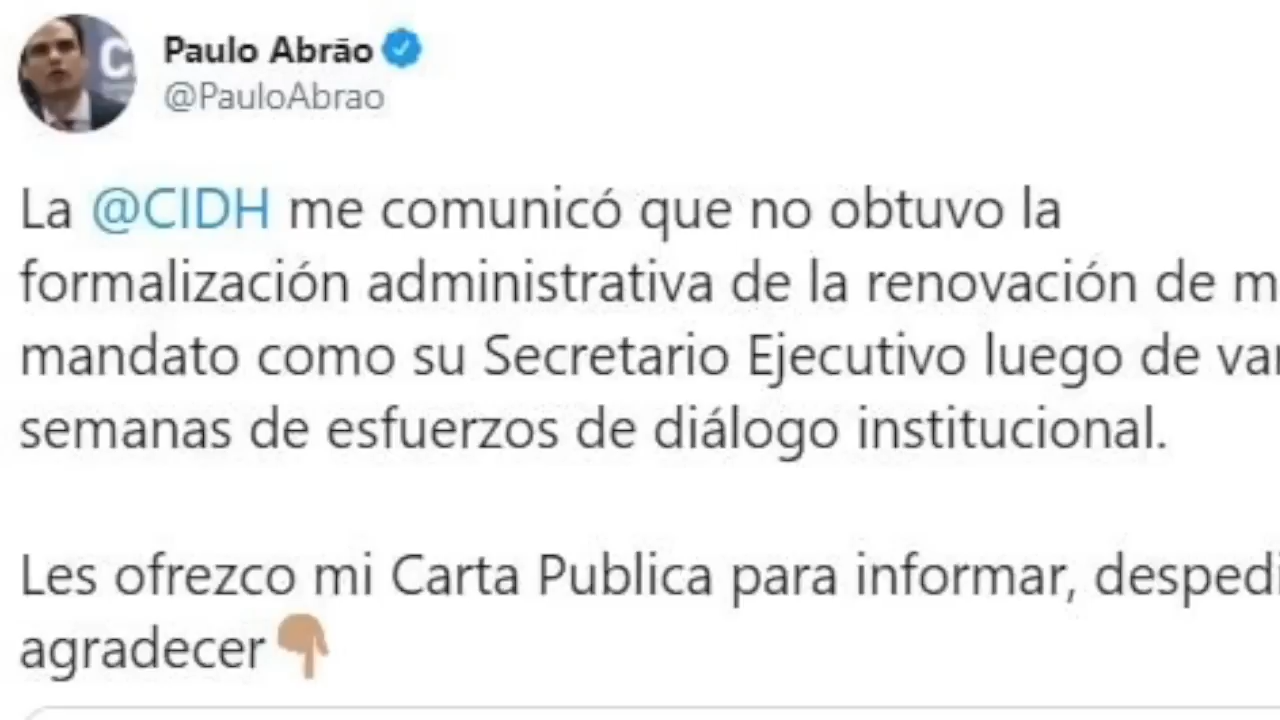 Paulo Abrão
@PauloAbrao
La @CIDH me comunicó que no obtuvo la
formalización administrativa de la renovación de
mandato como su Secretario Ejecutivo luego de
semanas de esfuerzos de diálogo institucional.
Les ofrezco mi Carta Publica para informar,
agradecer